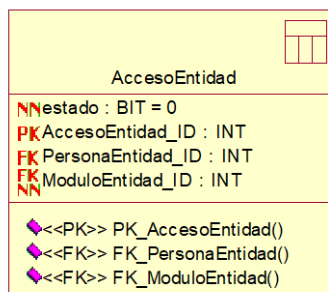 AccesoEntidad
NN estado : BIT = 0
PK AccesoEntidad_ID : INT
FK PersonaEntidad_ID : INT
FK NN ModuloEntidad_ID : INT
<<PK>> PK_AccesoEntidad()
<<FK>> FK_PersonaEntidad()
<<FK>> FK_ModuloEntidad()